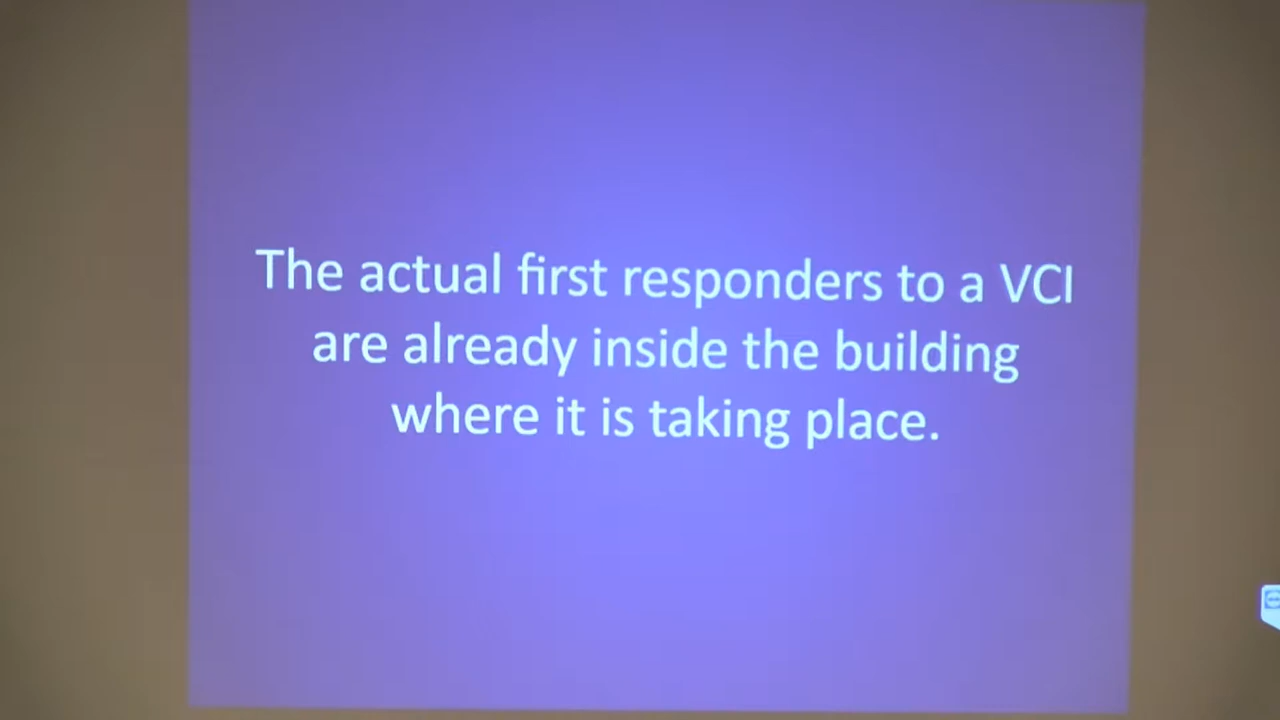 The actual first responders to a VCI
are already inside the building
where it is taking place.